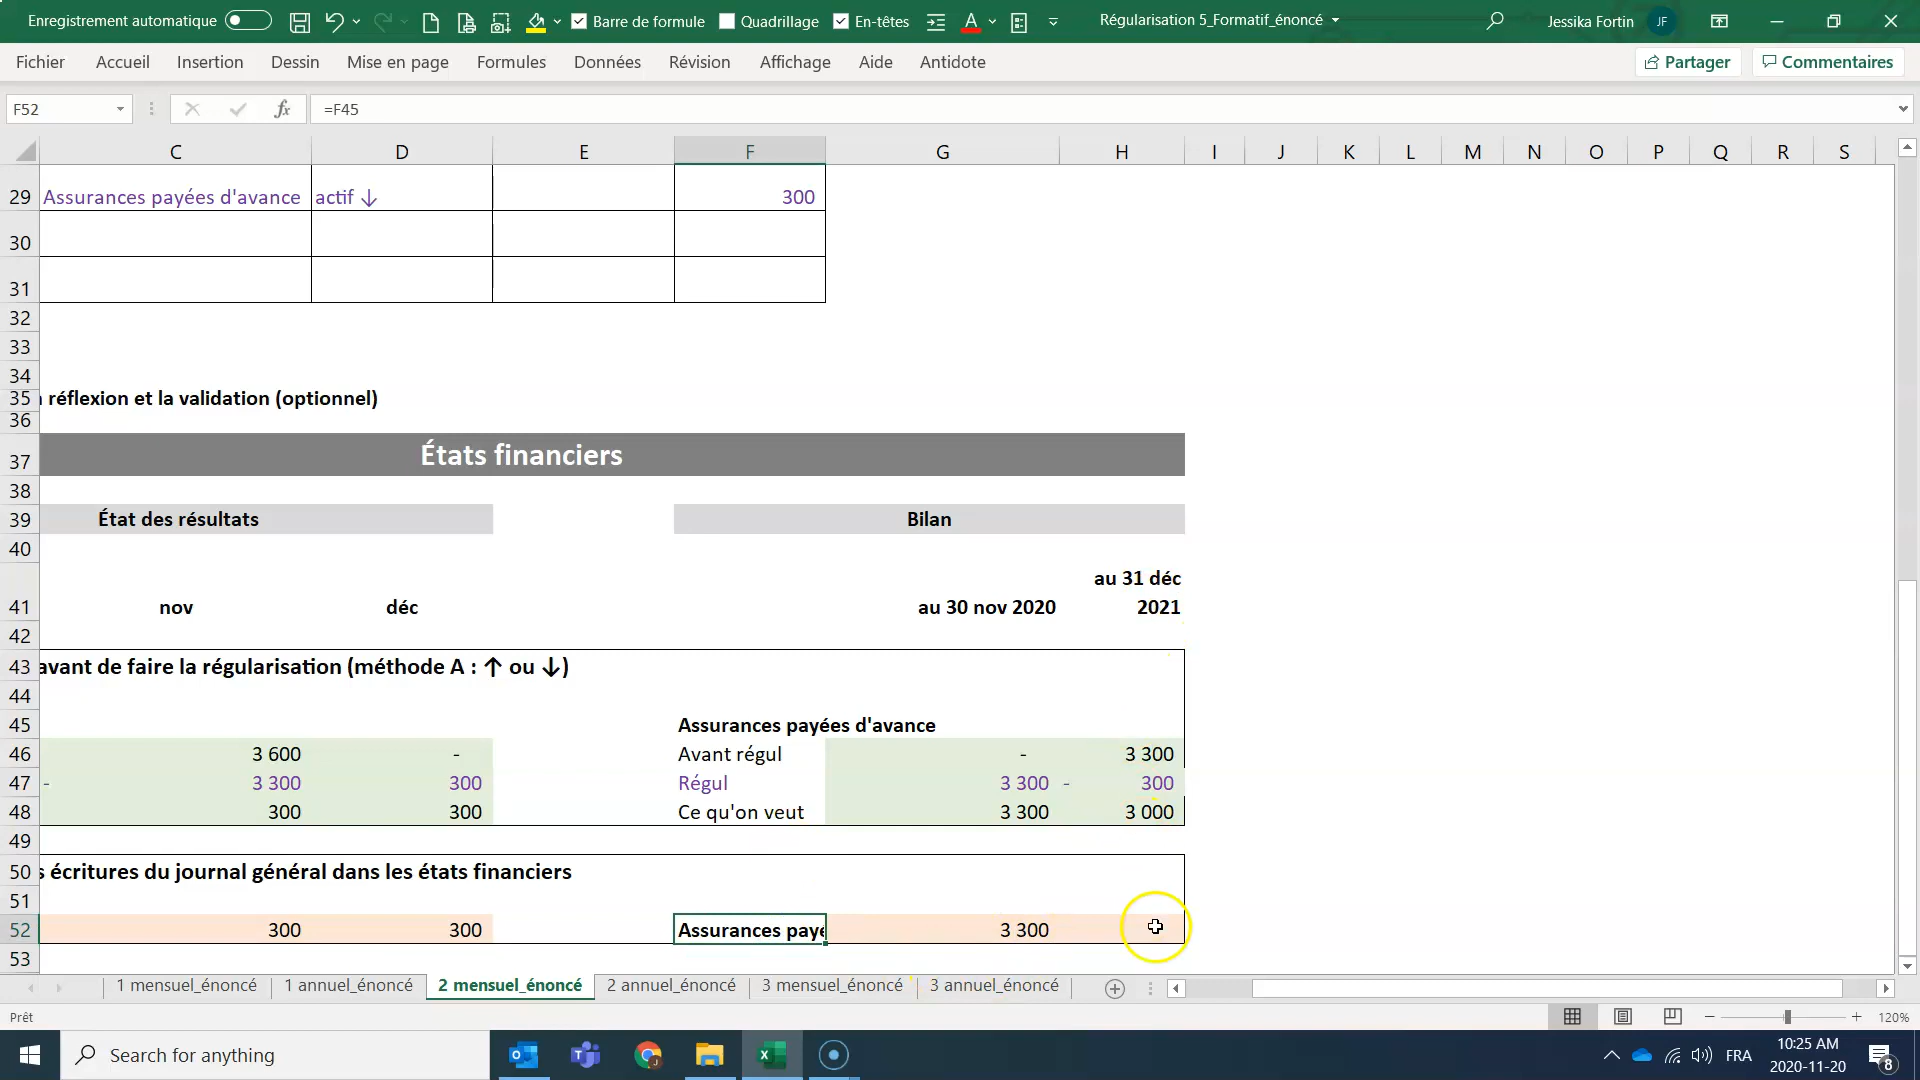 Enregistrement automatique
Barre de formule
Quadrillage
En-têtes
A
Régularisation 5_Formatif_énoncé
Jessika Fortin
JF
Fichier
Accueil
Insertion
Dessin
Mise en page
Formules
Données
Révision
Affichage
Aide
Antidote
Partager
Commentaires
F52
fx
=F45
C D E F G H I J K L M N O P Q R S
29 Assurances payées d'avance actif ↓ 300
30
31
32
33
34
35 réflexion et la validation (optionnel)
36
37 États financiers
38
39 État des résultats Bilan
40
au 31 déc
41 nov déc au 30 nov 2020 2021
42
43 avant de faire la régularisation (méthode A : ↑ ou ↓)
44
45 Assurances payées d'avance
46 3 600 - Avant régul - 3 300
47 - 3 300 300 Régul 3 300 - 300
48 300 300 Ce qu'on veut 3 300 3 000
49
50 s écritures du journal général dans les états financiers
51
52 300 300 Assurances paye 3 300
53
1 mensuel_énoncé
1 annuel_énoncé
2 mensuel_énoncé
2 annuel_énoncé
3 mensuel_énoncé
3 annuel_énoncé
Prêt
120%
Search for anything
FRA
10:25 AM
2020-11-20
8